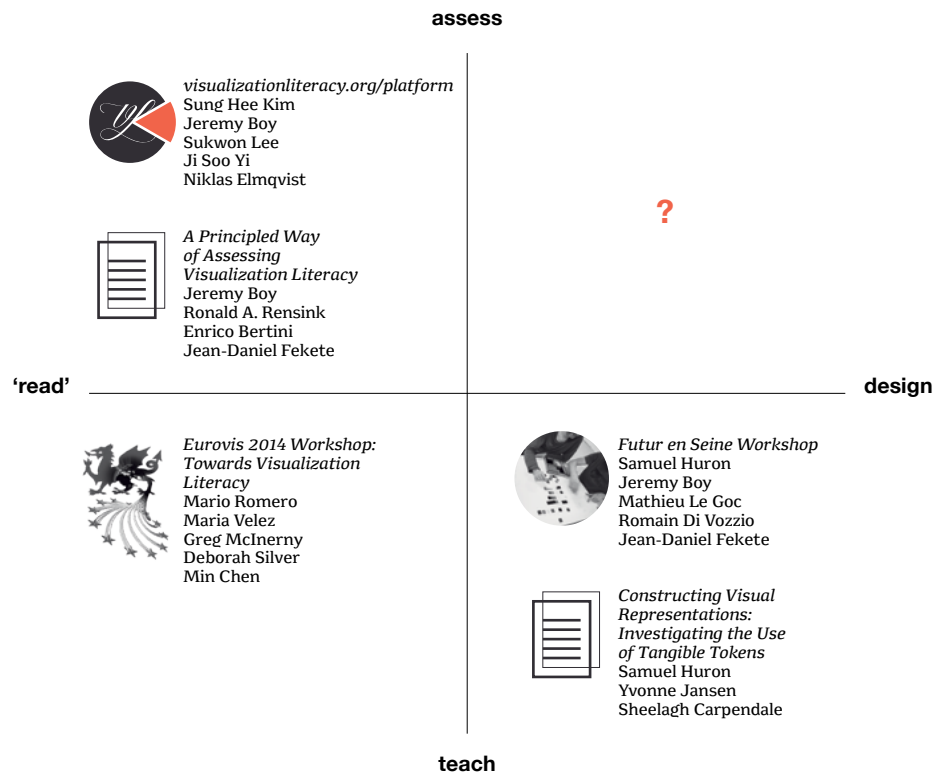 assess
visualizationliteracy.org/platform
Sung Hee Kim
Jeremy Boy
Sukwon Lee
Ji Soo Yi
Niklas Elmqvist
?
A Principled Way
of Assessing
Visualization Literacy
Jeremy Boy
Ronald A. Rensink
Enrico Bertini
Jean-Daniel Fekete
‘read’
design
Eurovis 2014 Workshop:
Towards Visualization
Literacy
Mario Romero
Maria Velez
Greg McInerny
Deborah Silver
Min Chen
Futur en Seine Workshop
Samuel Huron
Jeremy Boy
Mathieu Le Goc
Romain Di Vozzio
Jean-Daniel Fekete
Constructing Visual
Representations:
Investigating the Use
of Tangible Tokens
Samuel Huron
Yvonne Jansen
Sheelagh Carpendale
teach